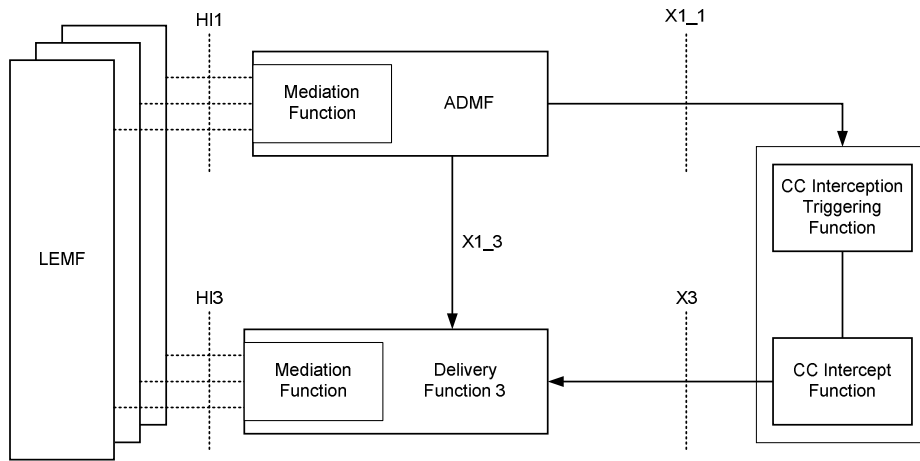 HI1
X1_1
Mediation
Function
ADMF
CC Interception
Triggering
Function
LEMF
X1_3
HI3
X3
Mediation
Function
Delivery
Function 3
CC Intercept
Function